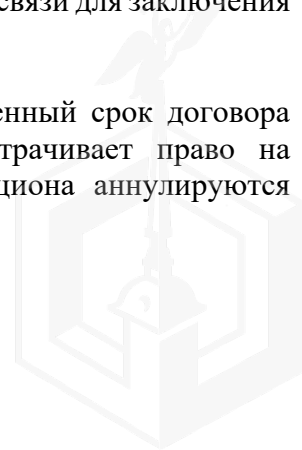 связи для заключения
енный срок договора
трачивает право на
циона аннулируются